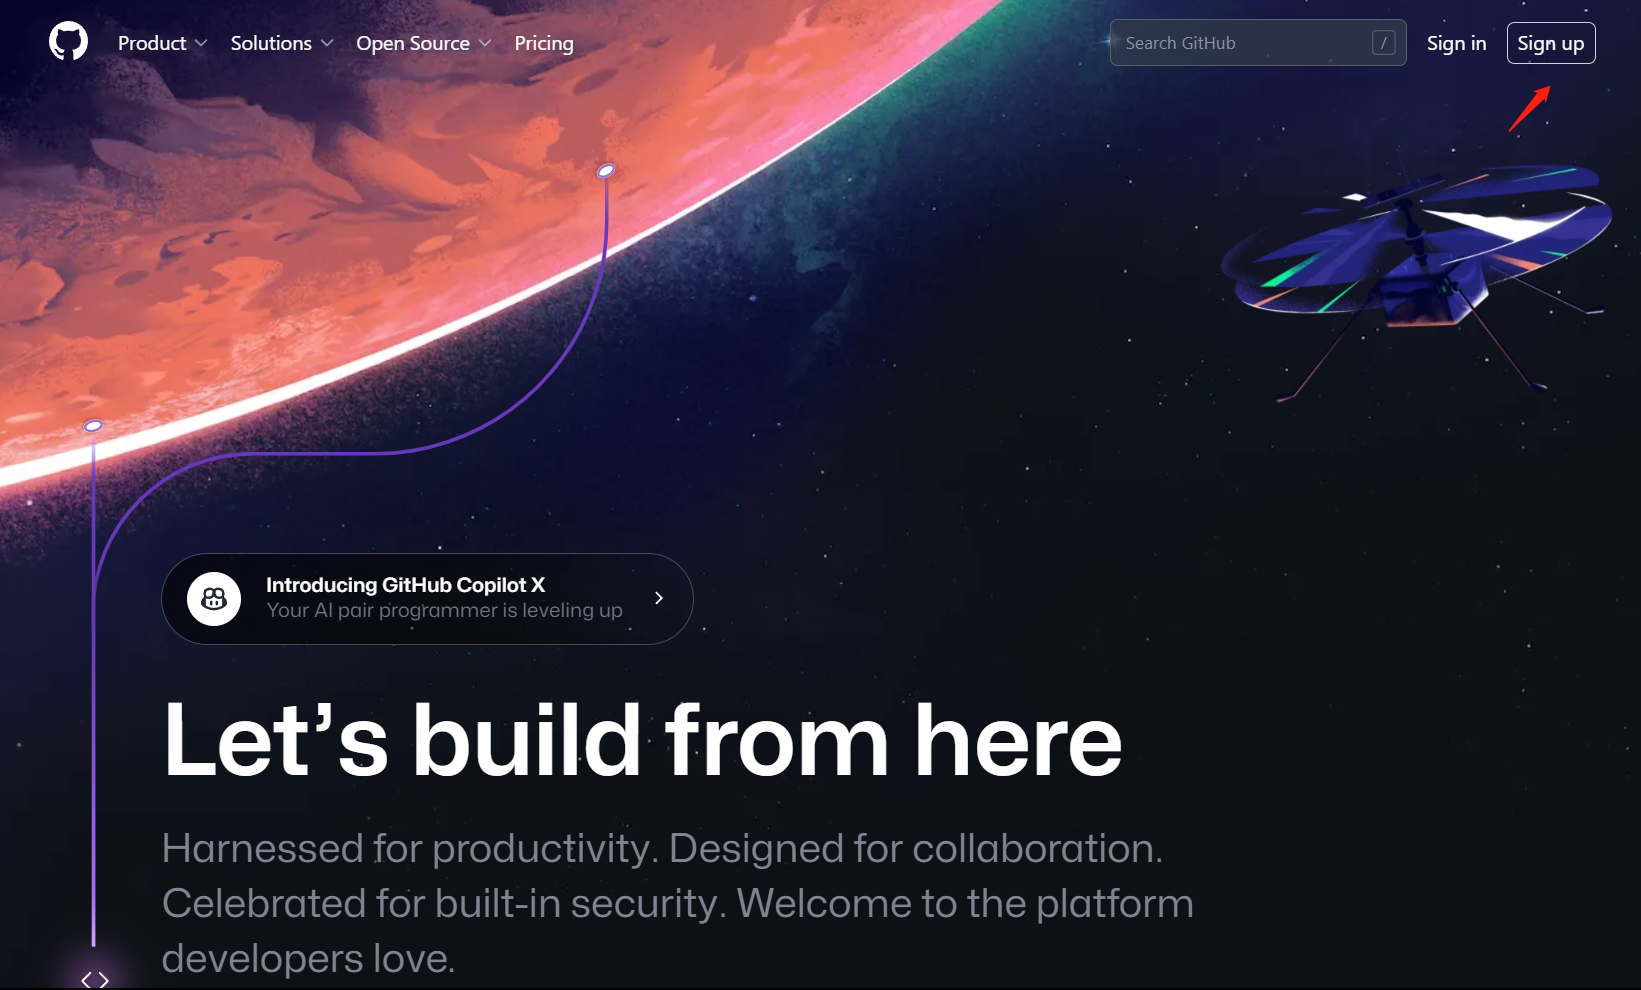 Product Solutions Open Source Pricing Search GitHub / Sign in Sign up
Introducing GitHub Copilot X
Your AI pair programmer is leveling up
Let’s build from here
Harnessed for productivity. Designed for collaboration.
Celebrated for built-in security. Welcome to the platform
developers love.